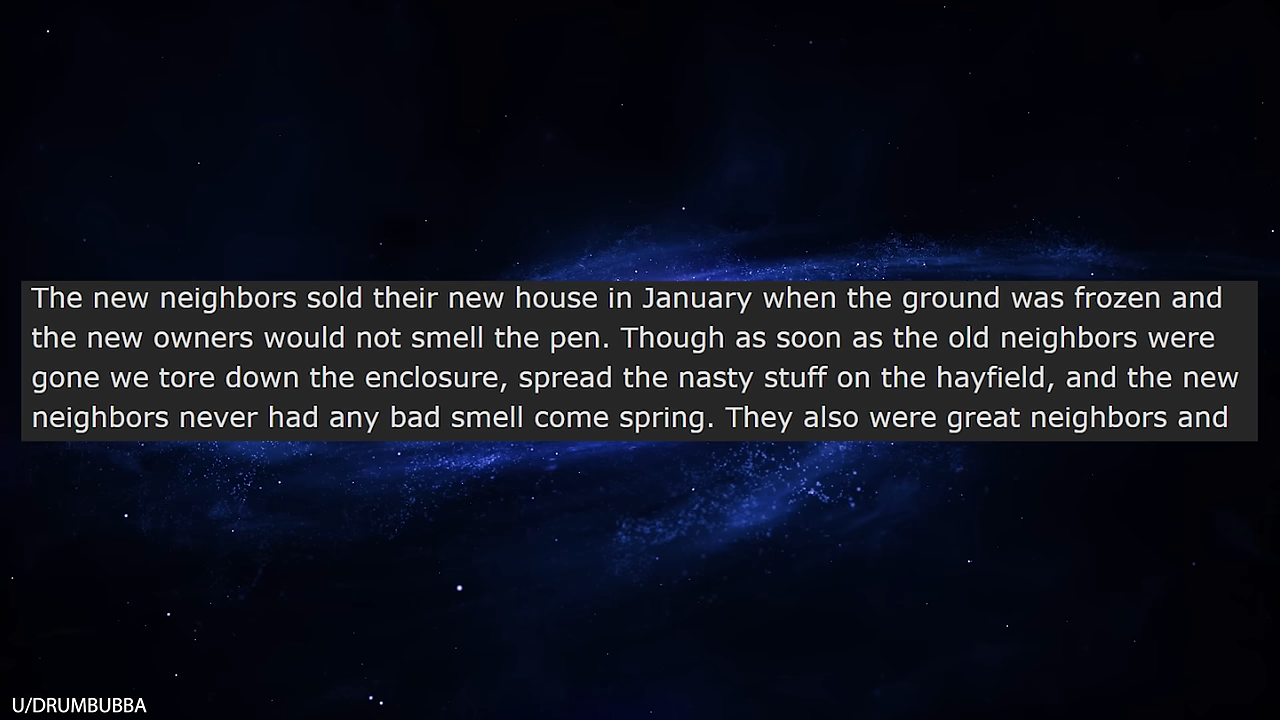 The new neighbors sold their new house in January when the ground was frozen and
the new owners would not smell the pen. Though as soon as the old neighbors were
gone we tore down the enclosure, spread the nasty stuff on the hayfield, and the new
neighbors never had any bad smell come spring. They also were great neighbors and
U/DRUMBUBBA